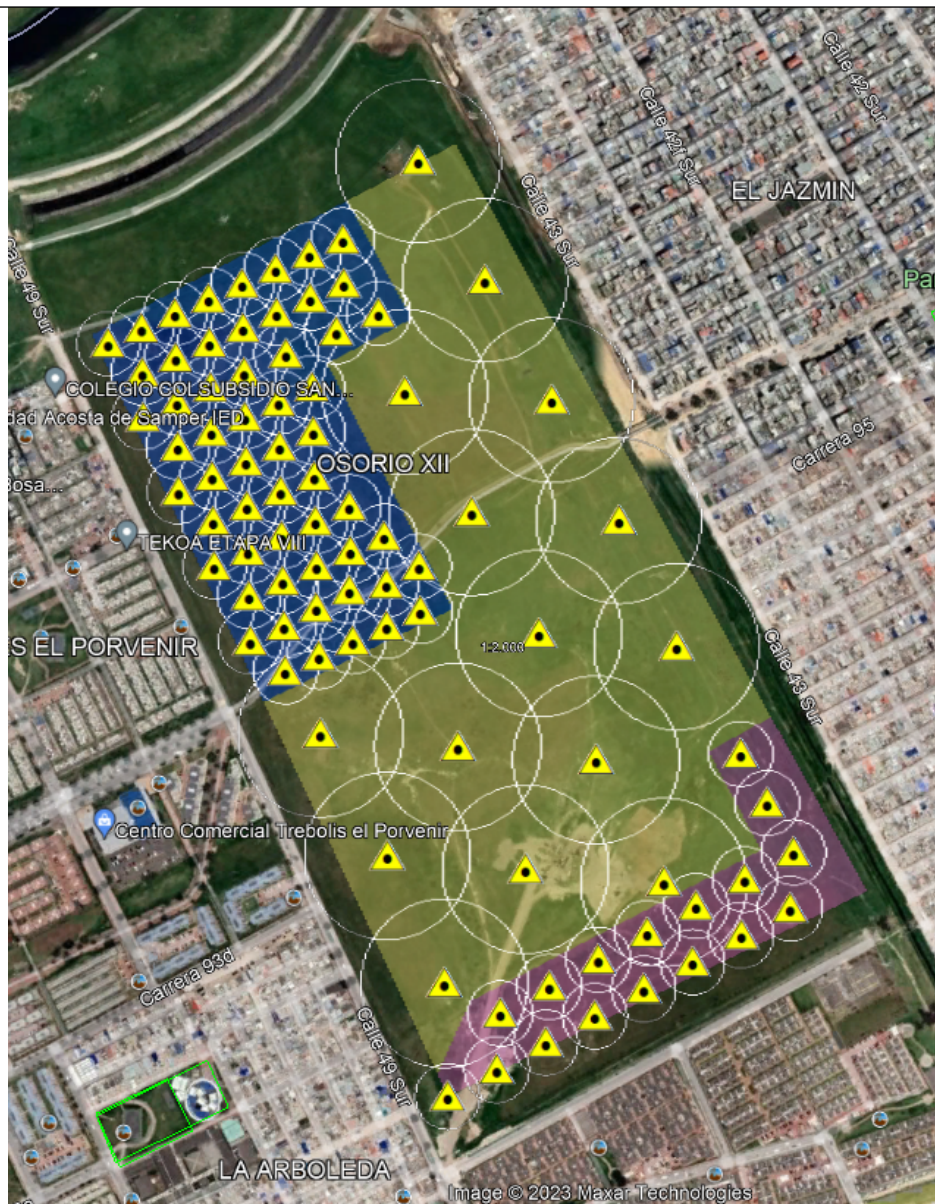 Calle 42 Sur
Calle 42f Sur
EL JAZMIN
Calle 43 Sur
Calle 49 Sur
Pa
COLEGIO COLSUBSIDIO SAN...
dad Acosta de Samper IED
Carrera 95
OSORIO XII
Bosa...
TEKOA ETAPA VIII
ES EL PORVENIR
1:2.000
Calle 43 Sur
Centro Comercial Trebolis el Porvenir
Carrera 93d
Calle 49 Sur
LA ARBOLEDA
Image © 2023 Maxar Technologies